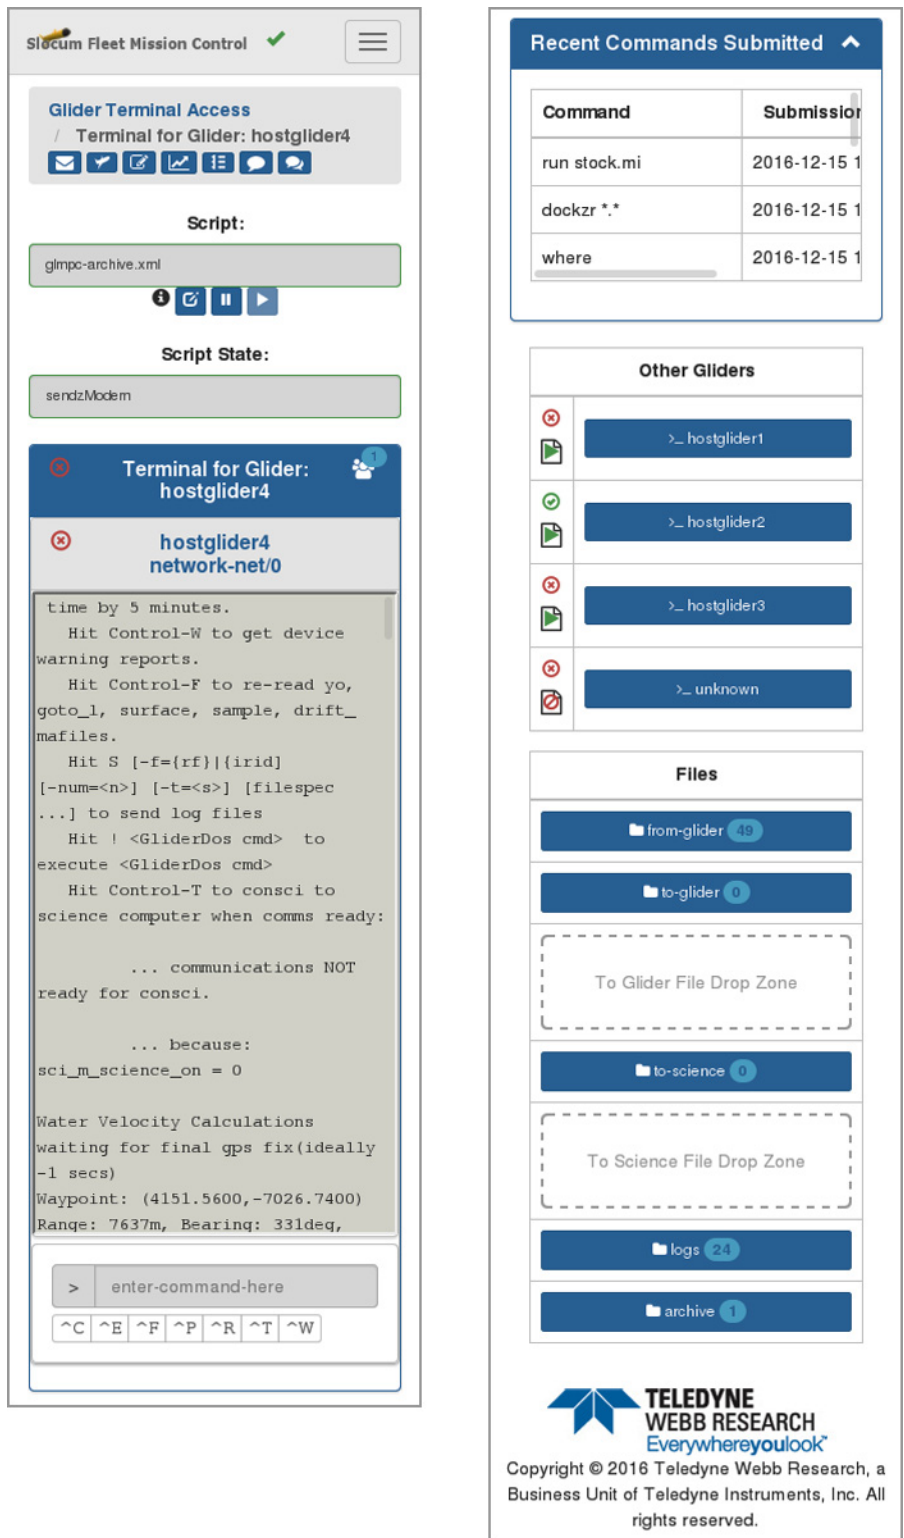 Slocum Fleet Mission Control
Glider Terminal Access
/ Terminal for Glider: hostglider4
Script:
glmpc-archive.xml
Script State:
sendzModem
Terminal for Glider:
hostglider4
1
hostglider4
network-net/0
time by 5 minutes.
Hit Control-W to get device
warning reports.
Hit Control-F to re-read yo,
goto_l, surface, sample, drift_
mafiles.
Hit S [-f={rf}|{irid]
[-num=<n>] [-t=<s>] [filespec
...] to send log files
Hit ! <GliderDos cmd>  to
execute <GliderDos cmd>
Hit Control-T to consci to
science computer when comms ready:
... communications NOT
ready for consci.
... because:
sci_m_science_on = 0
Water Velocity Calculations
waiting for final gps fix(ideally
-1 secs)
Waypoint: (4151.5600,-7026.7400)
Range: 7637m, Bearing: 331deg,
> enter-command-here
^C ^E ^F ^P ^R ^T ^W
Recent Commands Submitted
Command Submission
run stock.mi 2016-12-15 1
dockzr *.* 2016-12-15 1
where 2016-12-15 1
Other Gliders
>_ hostglider1
>_ hostglider2
>_ hostglider3
>_ unknown
Files
from-glider 49
to-glider 0
To Glider File Drop Zone
to-science 0
To Science File Drop Zone
logs 24
archive 1
TELEDYNE
WEBB RESEARCH
Everywhereyoulook™
Copyright © 2016 Teledyne Webb Research, a
Business Unit of Teledyne Instruments, Inc. All
rights reserved.